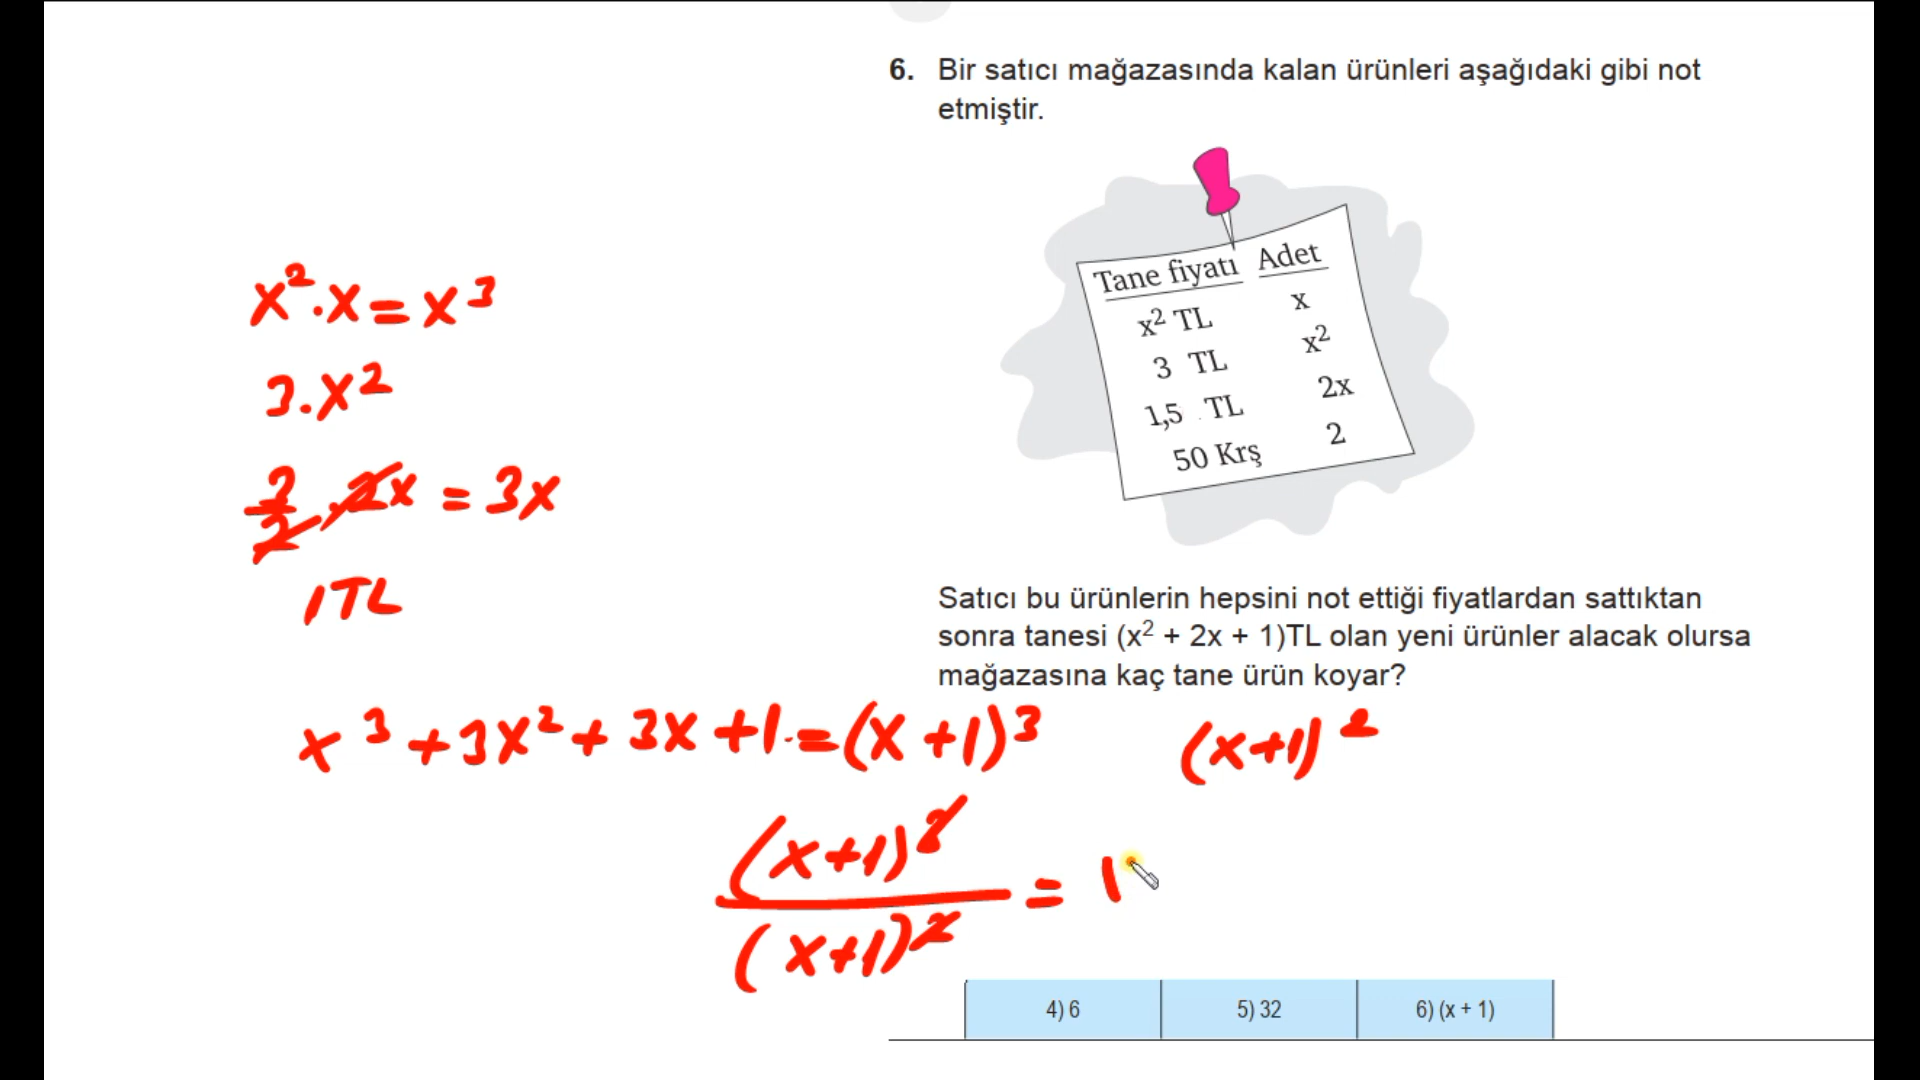 6. Bir satıcı mağazasında kalan ürünleri aşağıdaki gibi not
etmiştir.
Tane fiyatı Adet
x² TL x
3 TL x²
1,5 TL 2x
50 Krş 2
x².x=x³
3.x²
3/2.2x=3x
1TL
Satıcı bu ürünlerin hepsini not ettiği fiyatlardan sattıktan
sonra tanesi (x² + 2x + 1)TL olan yeni ürünler alacak olursa
mağazasına kaç tane ürün koyar?
x³+3x²+3x+1=(x+1)³ (x+1)²
(x+1)³/(x+1)² = 1
4) 6 5) 32 6) (x + 1)